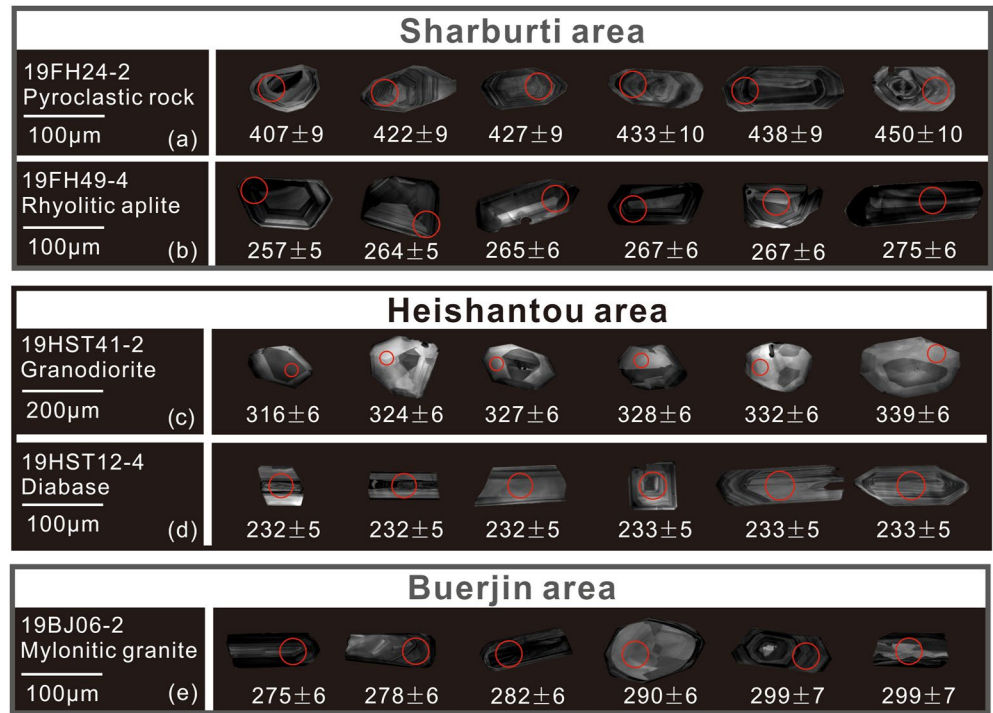 Sharburti area
19FH24-2
Pyroclastic rock
100μm
(a)
407±9 422±9 427±9 433±10 438±9 450±10
19FH49-4
Rhyolitic aplite
100μm
(b)
257±5 264±5 265±6 267±6 267±6 275±6
Heishantou area
19HST41-2
Granodiorite
200μm
(c)
316±6 324±6 327±6 328±6 332±6 339±6
19HST12-4
Diabase
100μm
(d)
232±5 232±5 232±5 233±5 233±5 233±5
Buerjin area
19BJ06-2
Mylonitic granite
100μm
(e)
275±6 278±6 282±6 290±6 299±7 299±7